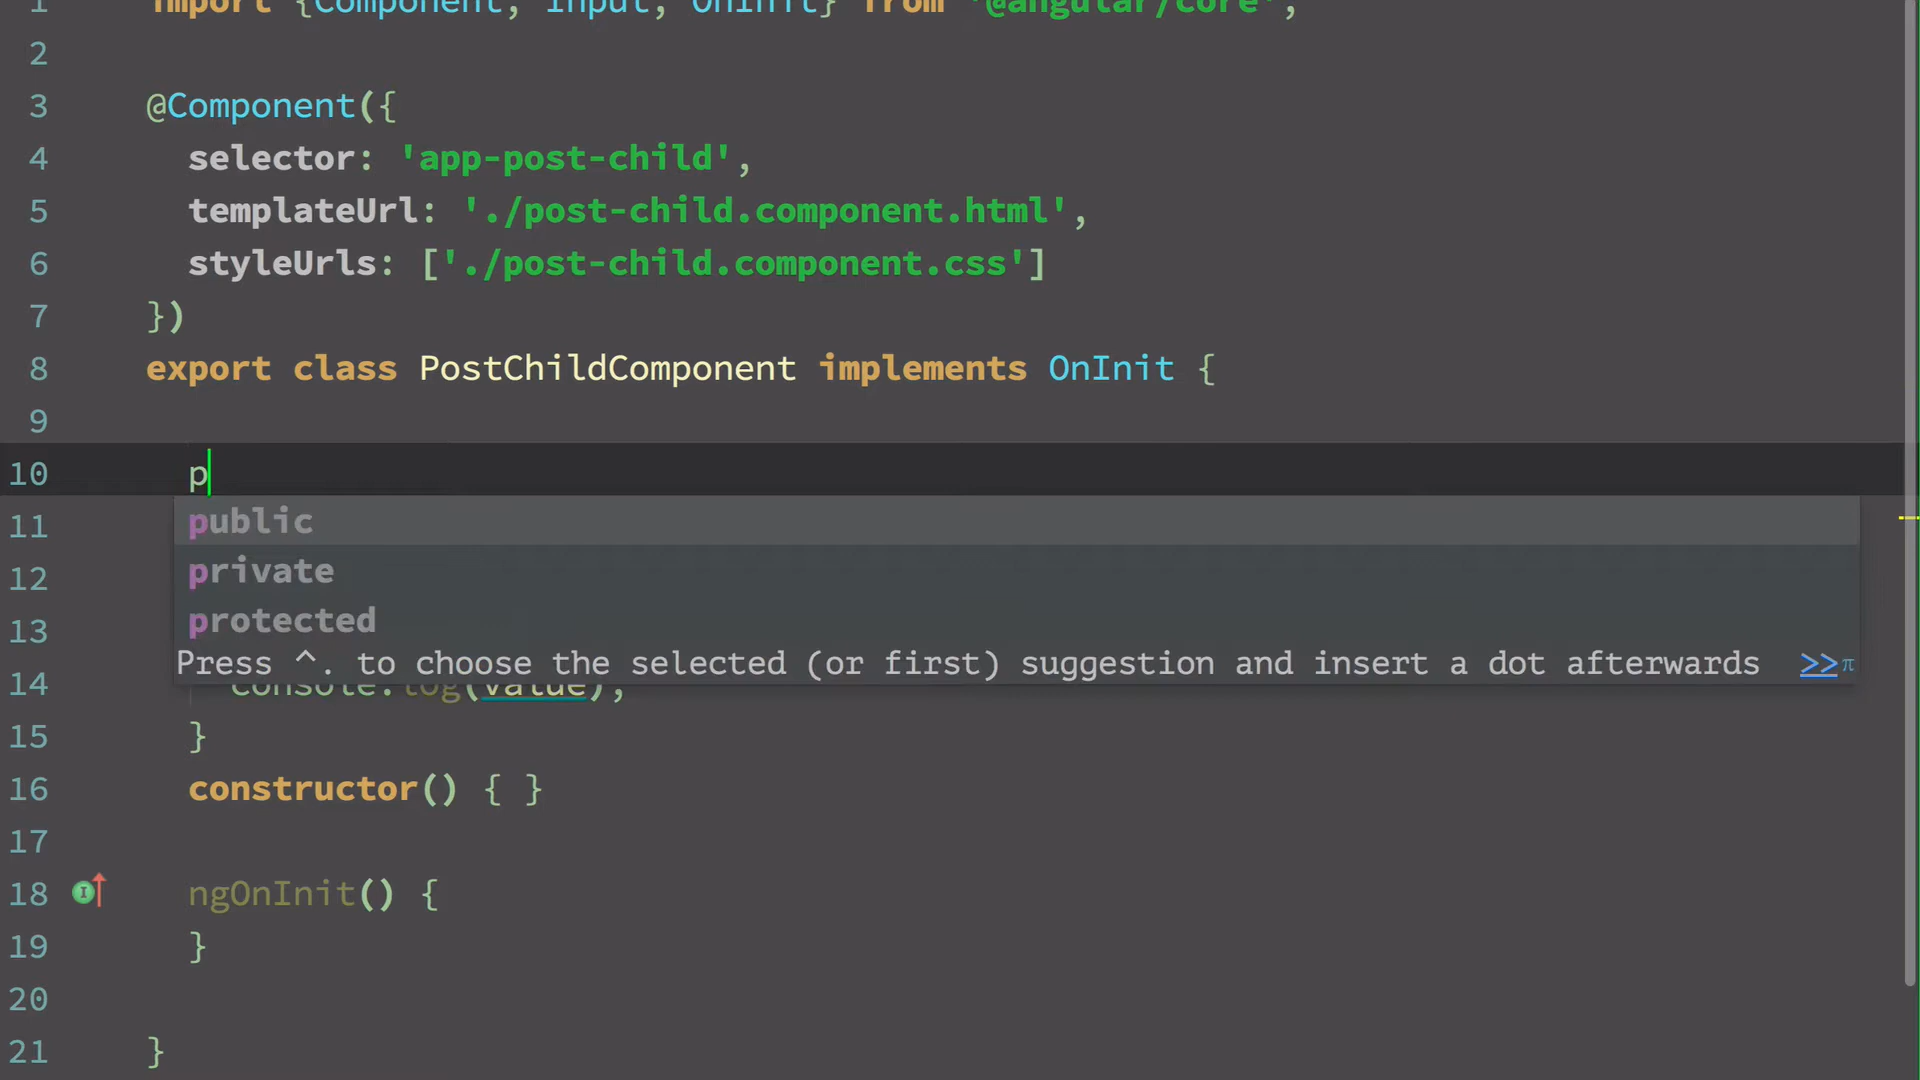 1 import {Component, Input, OnInit} from '@angular/core';
2
3 @Component({
4 selector: 'app-post-child',
5 templateUrl: './post-child.component.html',
6 styleUrls: ['./post-child.component.css']
7 })
8 export class PostChildComponent implements OnInit {
9
10 p
11 public
12 private
13 protected
Press ^. to choose the selected (or first) suggestion and insert a dot afterwards >> π
14 console.log(value);
15 }
16 constructor() { }
17
18 ngOnInit() {
19 }
20
21 }